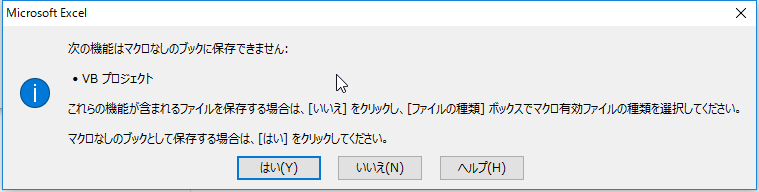 Microsoft Excel
次の機能はマクロなしのブックに保存できません:
• VB プロジェクト
これらの機能が含まれるファイルを保存する場合は、[いいえ] をクリックし、[ファイルの種類] ボックスでマクロ有効ファイルの種類を選択してください。
マクロなしのブックとして保存する場合は、[はい] をクリックしてください。
はい(Y) いいえ(N) ヘルプ(H)